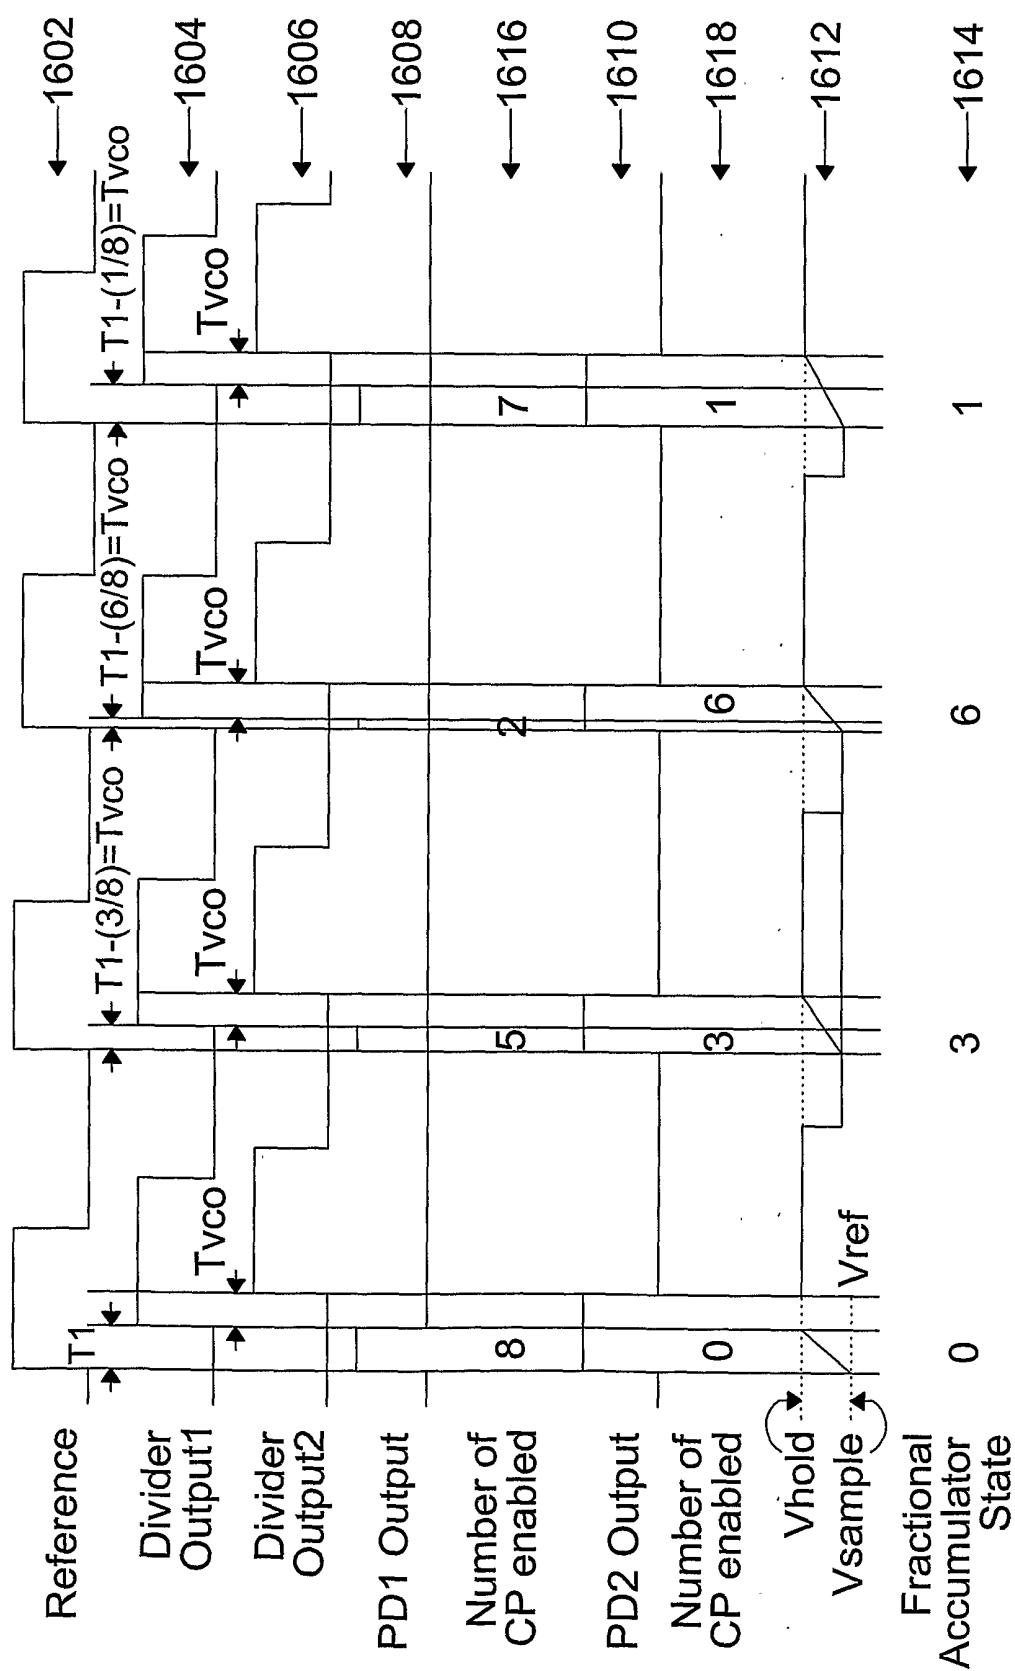 Reference
T1
T1-(3/8)=Tvco
T1-(6/8)=Tvco
T1-(1/8)=Tvco
1602
Divider
Output1
Tvco
Tvco
Tvco
Tvco
1604
Divider
Output2
1606
PD1 Output
1608
Number of
CP enabled
8
5
2
7
1616
PD2 Output
1610
Number of
CP enabled
0
3
6
1
1618
Vhold
Vsample
Vref
1612
Fractional
Accumulator
State
0
3
6
1
1614